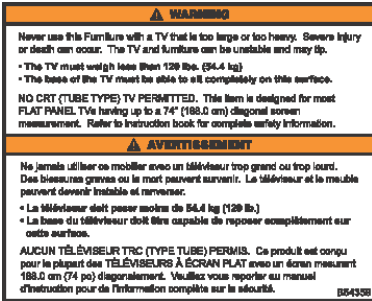 WARNING
Never use this Furniture with a TV that is too large or too heavy. Severe injury
or death can occur. The TV and furniture can be unstable and may tip.
• The TV must weigh less than 120 lbs. (54.4 kg)
• The base of the TV must be able to sit completely on this surface.
NO CRT (TUBE TYPE) TV PERMITTED. This item is designed for most
FLAT PANEL TVs having up to a 74" (188.0 cm) diagonal screen
measurement. Refer to instruction book for complete safety information.
AVERTISSEMENT
Ne jamais utiliser ce mobilier avec un téléviseur trop grand ou trop lourd.
Des blessures graves ou la mort peuvent survenir. Le téléviseur et le meuble
peuvent devenir instable et renverser.
• Le téléviseur doit peser moins de 54.4 kg (120 lb.)
• La base du téléviseur doit être capable de reposer complètement sur
cette surface.
AUCUN TÉLÉVISEUR TRC (TYPE TUBE) PERMIS. Ce produit est conçu
pour la plupart des TÉLÉVISEURS À ÉCRAN PLAT avec un écran mesurant
188.0 cm (74 po) diagonalement. Veuillez vous reporter au manuel
d'instruction pour de l'information complète sur la sécurité.